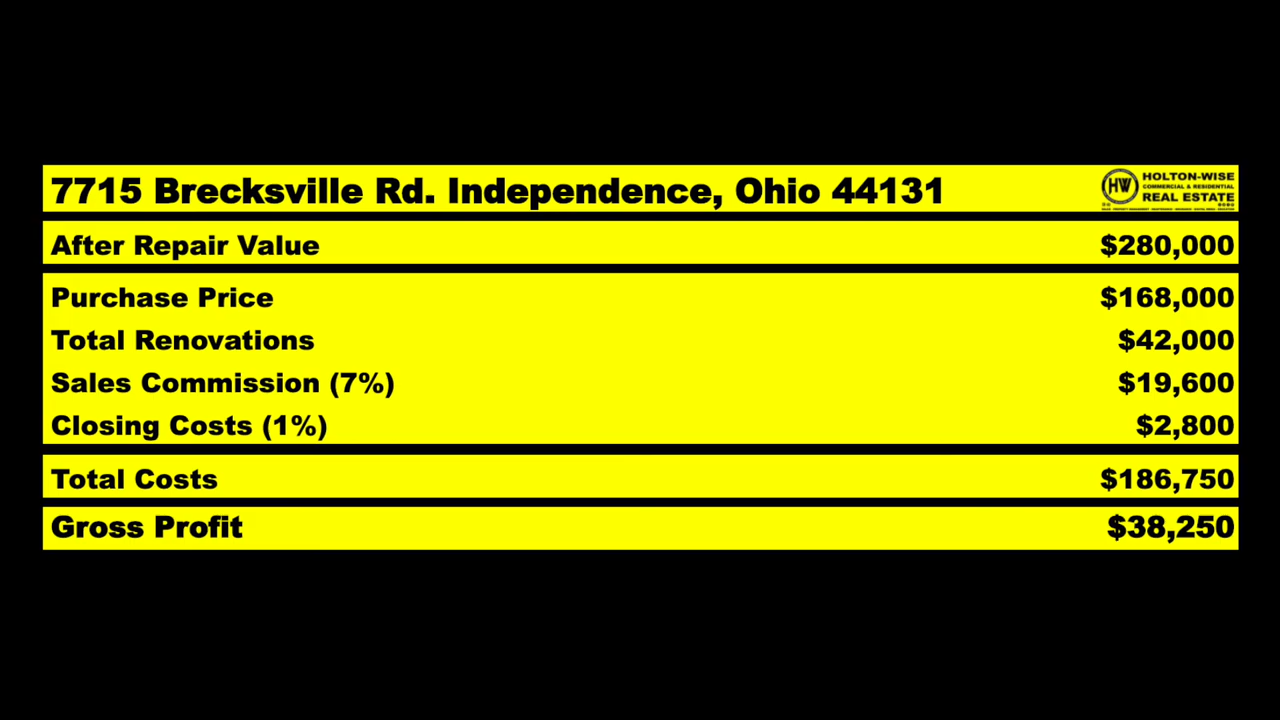 7715 Brecksville Rd. Independence, Ohio 44131
HW
HOLTON-WISE
COMMERCIAL & RESIDENTIAL
REAL ESTATE
After Repair Value $280,000
Purchase Price $168,000
Total Renovations $42,000
Sales Commission (7%) $19,600
Closing Costs (1%) $2,800
Total Costs $186,750
Gross Profit $38,250